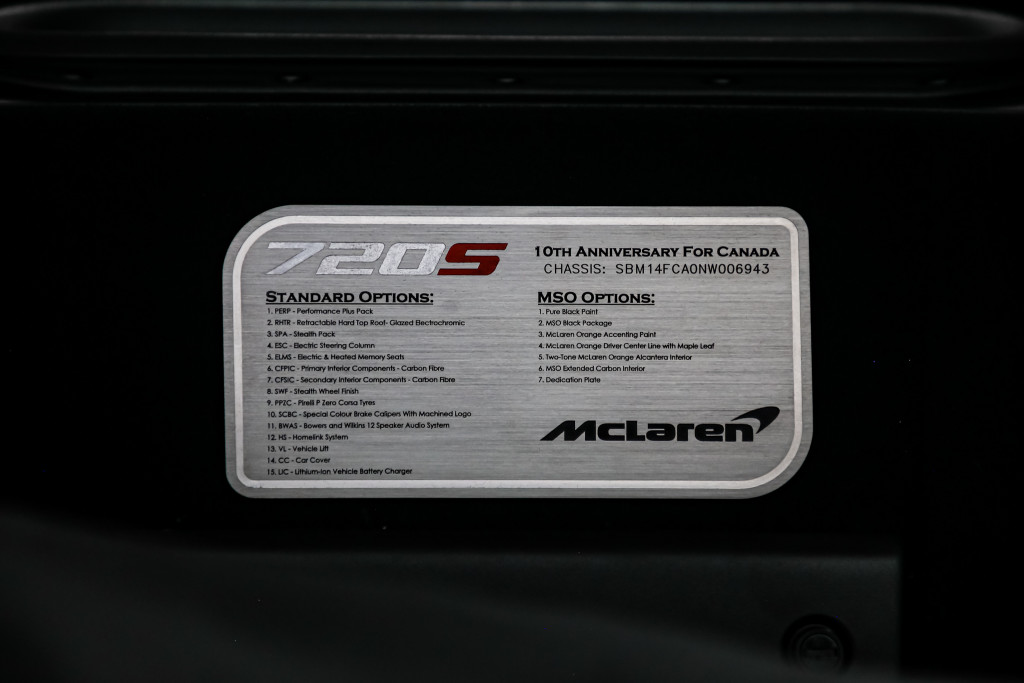 720S
10TH ANNIVERSARY FOR CANADA
CHASSIS: SBM14FCA0NW006943
STANDARD OPTIONS:
1. PERP - Performance Plus Pack
2. RHTR - Retractable Hard Top Roof- Glazed Electrochromic
3. SPA - Stealth Pack
4. ESC - Electric Steering Column
5. ELMS - Electric & Heated Memory Seats
6. CFPIC - Primary Interior Components - Carbon Fibre
7. CFSIC - Secondary Interior Components - Carbon Fibre
8. SWF - Stealth Wheel Finish
9. PPZC - Pirelli P Zero Corsa Tyres
10. SCBC - Special Colour Brake Calipers With Machined Logo
11. BWAS - Bowers and Wilkins 12 Speaker Audio System
12. HS - Homelink System
13. VL - Vehicle Lift
14. CC - Car Cover
15. LIC - Lithium-Ion Vehicle Battery Charger
MSO OPTIONS:
1. Pure Black Paint
2. MSO Black Package
3. McLaren Orange Accenting Paint
4. McLaren Orange Driver Center Line with Maple Leaf
5. Two-Tone McLaren Orange Alcantera Interior
6. MSO Extended Carbon Interior
7. Dedication Plate
McLaren